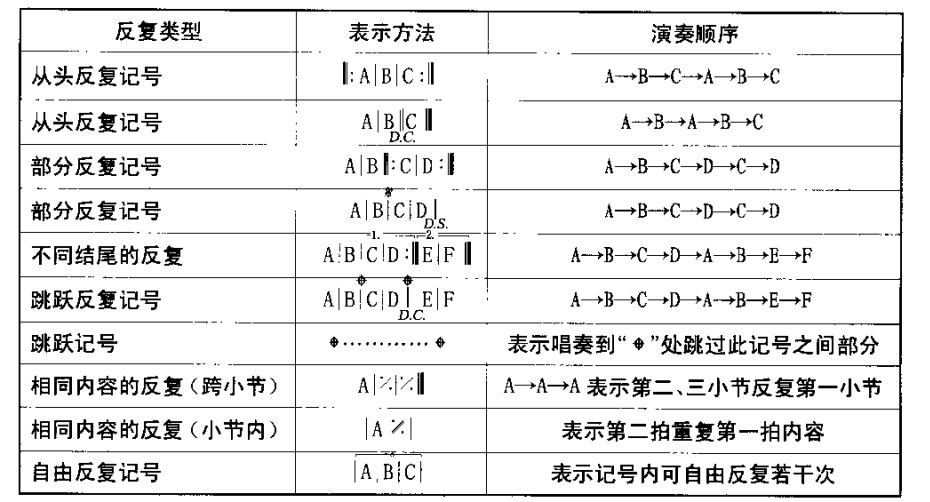 反复类型 表示方法 演奏顺序
从头反复记号 ‖:A|B|C:‖ A→B→C→A→B→C
从头反复记号 A|B‖C‖ A→B→A→B→C
D.C.
部分反复记号 A|B‖:C|D:‖ A→B→C→D→C→D
部分反复记号 A|B|C|D| A→B→C→D→C→D
D.S.
1. 2.
不同结尾的反复 A|B|C|D:‖E|F‖ A→B→C→D→A→B→E→F
跳跃反复记号 A|B|C|D| E|F A→B→C→D→A→B→E→F
D.C.
跳跃记号 𝄌…………𝄌 表示唱奏到“𝄌”处跳过此记号之间部分
相同内容的反复(跨小节) A|٪|٪‖ A→A→A 表示第二、三小节反复第一小节
相同内容的反复(小节内) |A ٪| 表示第二拍重复第一拍内容
自由反复记号 |A|B|C| 表示记号内可自由反复若干次